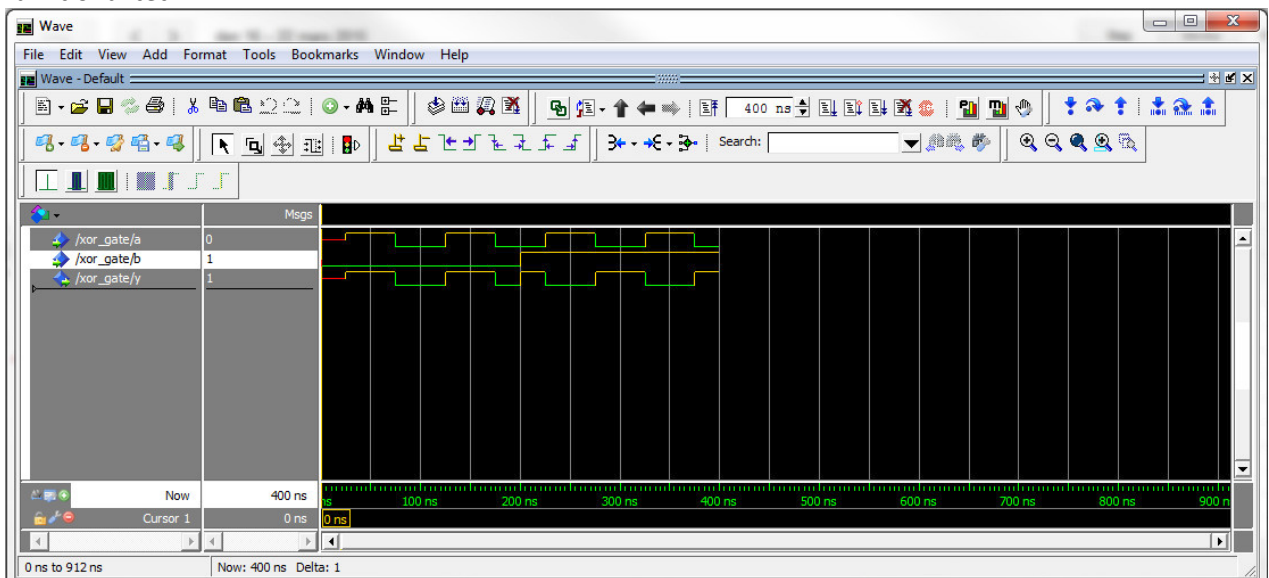 Wave
File Edit View Add Format Tools Bookmarks Window Help
Wave - Default
400 ns
Search:
Msgs
/xor_gate/a 0
/xor_gate/b 1
/xor_gate/y 1
Now 400 ns
ns 100 ns 200 ns 300 ns 400 ns 500 ns 600 ns 700 ns 800 ns 900 n
Cursor 1 0 ns 0 ns
0 ns to 912 ns Now: 400 ns Delta: 1